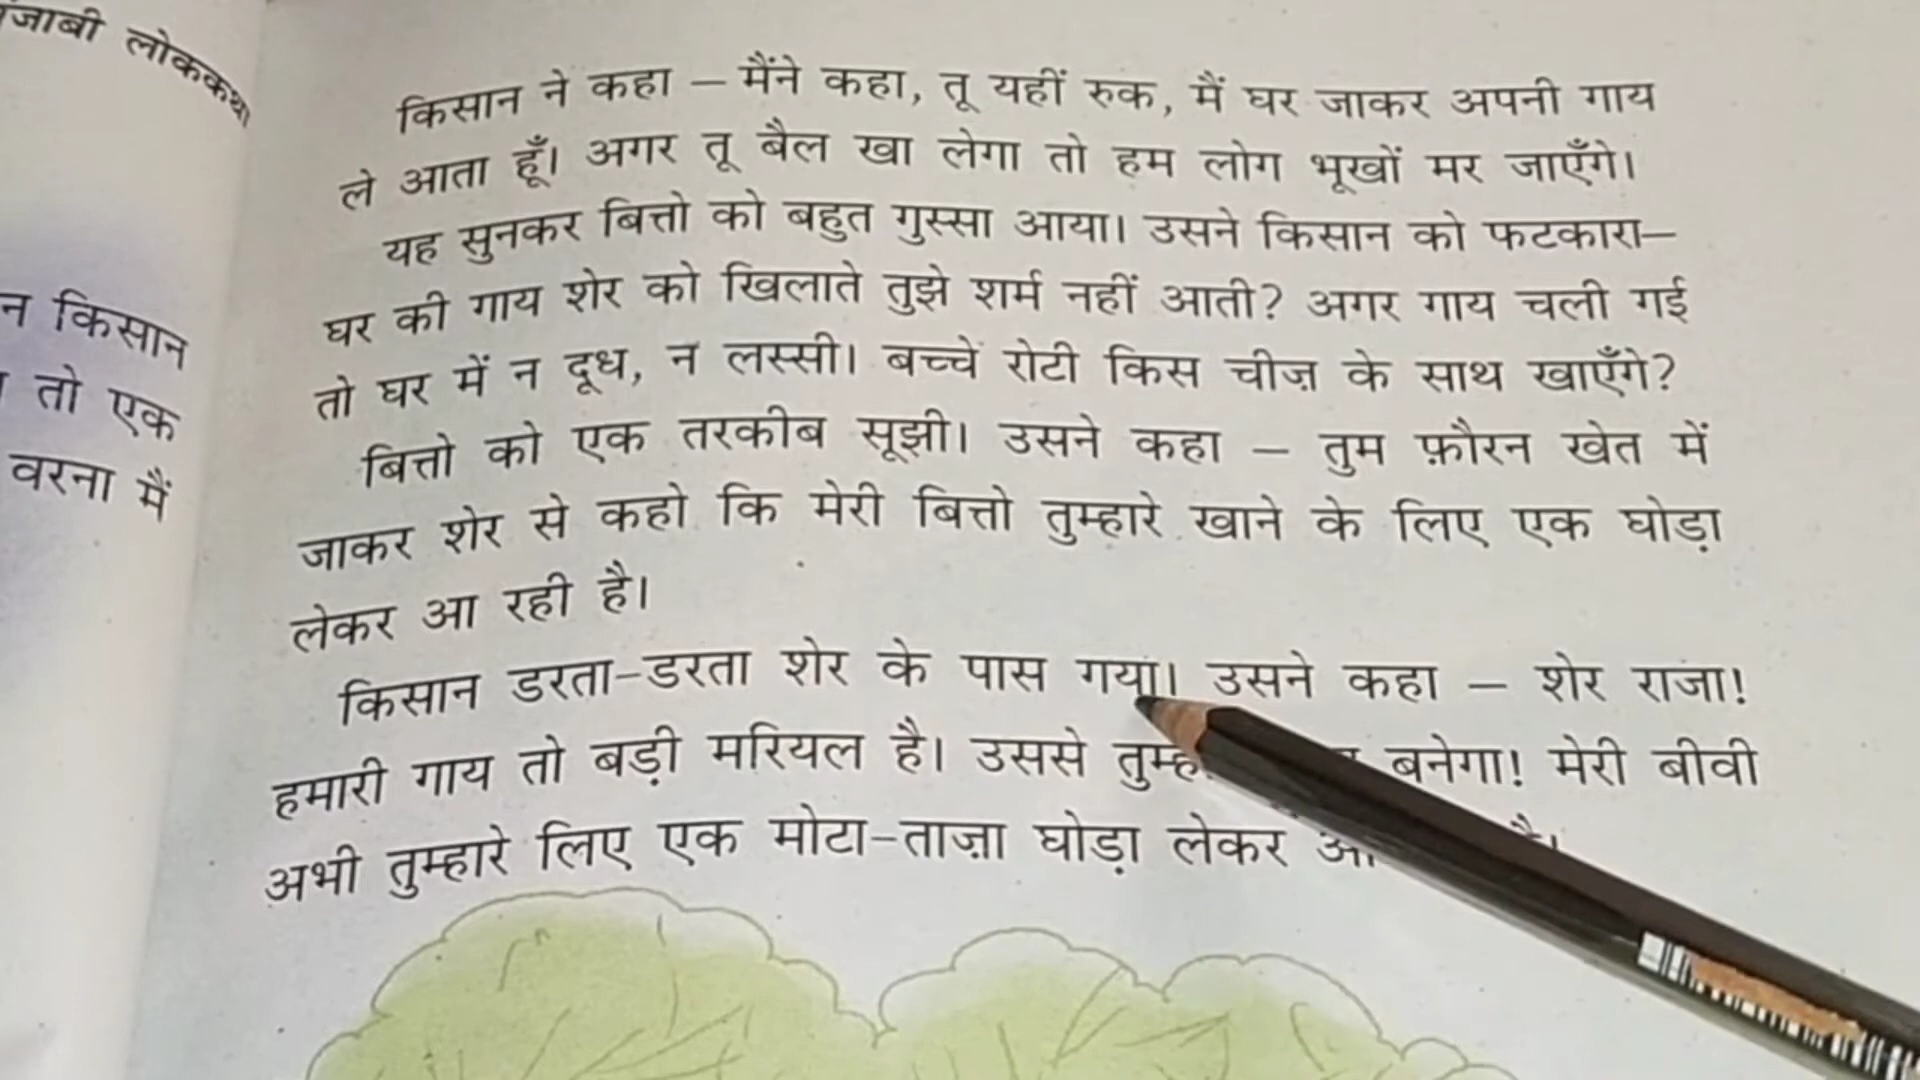 लोककथा
न किसान
तो एक
वरना मैं
किसान ने कहा – मैंने कहा, तू यहीं रुक, मैं घर जाकर अपनी गाय
ले आता हूँ। अगर तू बैल खा लेगा तो हम लोग भूखों मर जाएँगे।
यह सुनकर बित्तो को बहुत गुस्सा आया। उसने किसान को फटकारा–
घर की गाय शेर को खिलाते तुझे शर्म नहीं आती? अगर गाय चली गई
तो घर में न दूध, न लस्सी। बच्चे रोटी किस चीज़ के साथ खाएँगे?
बित्तो को एक तरकीब सूझी। उसने कहा – तुम फ़ौरन खेत में
जाकर शेर से कहो कि मेरी बित्तो तुम्हारे खाने के लिए एक घोड़ा
लेकर आ रही है।
किसान डरता–डरता शेर के पास गया। उसने कहा – शेर राजा!
हमारी गाय तो बड़ी मरियल है। उससे बनेगा! मेरी बीवी
अभी तुम्हारे लिए एक मोटा–ताज़ा घोड़ा लेकर है।